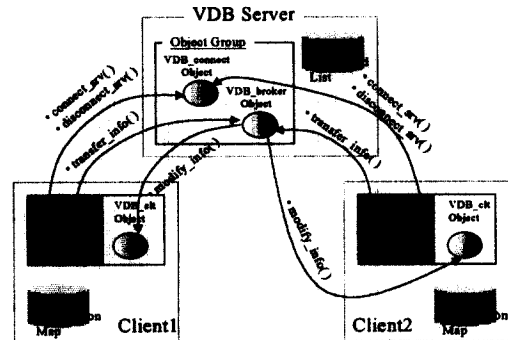 VDB Server
Object Group
VDB_connect
Object
VDB_broker
Object
List
• connect_srv()
• disconnect_srv()
• transfer_info()
• modify_info()
• connect_srv()
• disconnect_srv()
• transfer_info()
• modify_info()
VDB_clt
Object
Map
Client1
VDB_clt
Object
Map
Client2